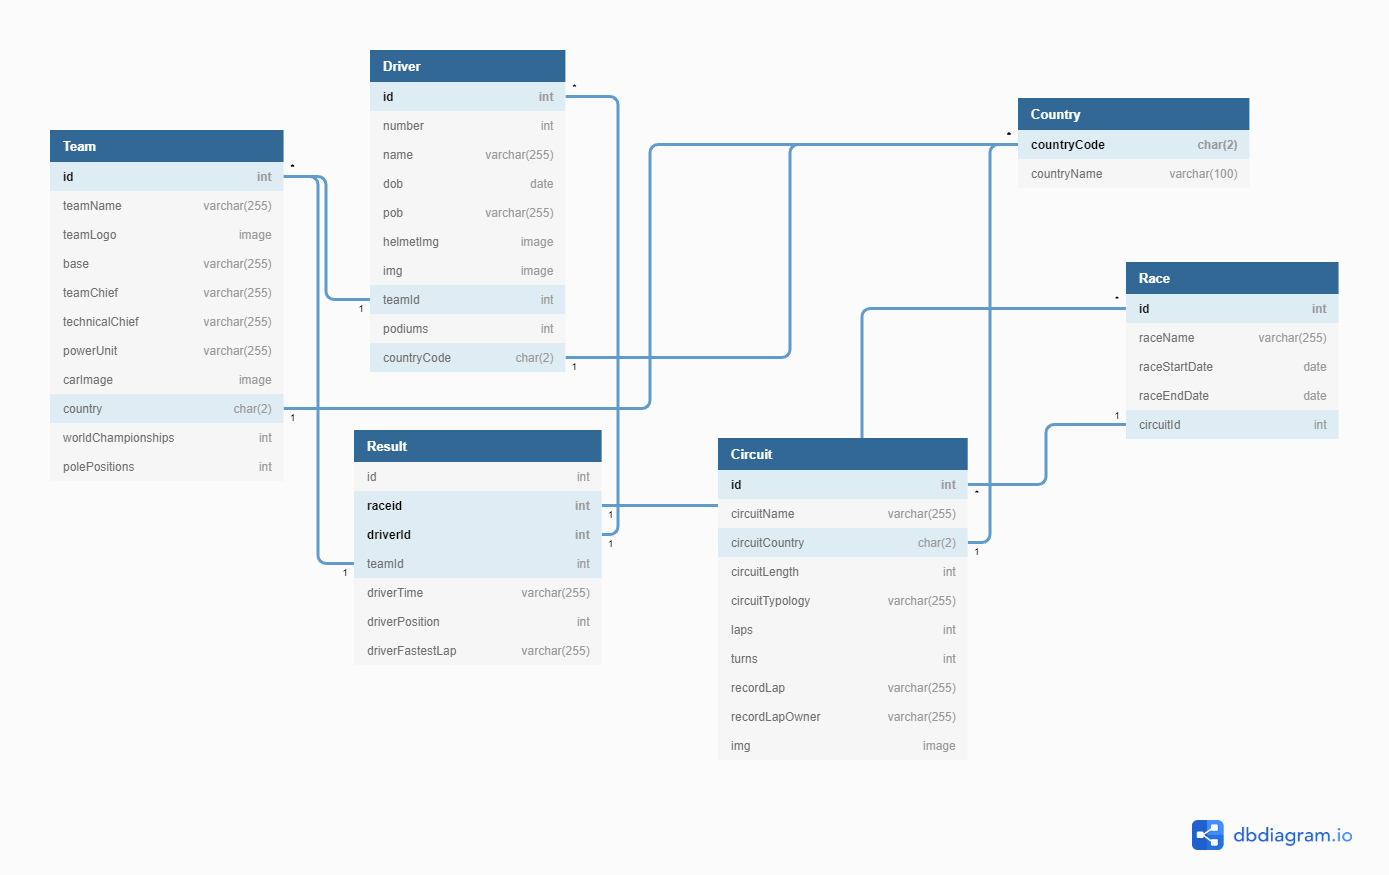 Driver
id int
number int
name varchar(255)
dob date
pob varchar(255)
helmetImg image
img image
teamId int
podiums int
countryCode char(2)
*
1
1
Country
countryCode char(2)
countryName varchar(100)
*
Team
id int
teamName varchar(255)
teamLogo image
base varchar(255)
teamChief varchar(255)
technicalChief varchar(255)
powerUnit varchar(255)
carImage image
country char(2)
worldChampionships int
polePositions int
*
1
Race
id int
raceName varchar(255)
raceStartDate date
raceEndDate date
circuitId int
*
1
Result
id int
raceid int
driverId int
teamId int
driverTime varchar(255)
driverPosition int
driverFastestLap varchar(255)
1
1
1
Circuit
id int
circuitName varchar(255)
circuitCountry char(2)
circuitLength int
circuitTypology varchar(255)
laps int
turns int
recordLap varchar(255)
recordLapOwner varchar(255)
img image
*
1
dbdiagram.io